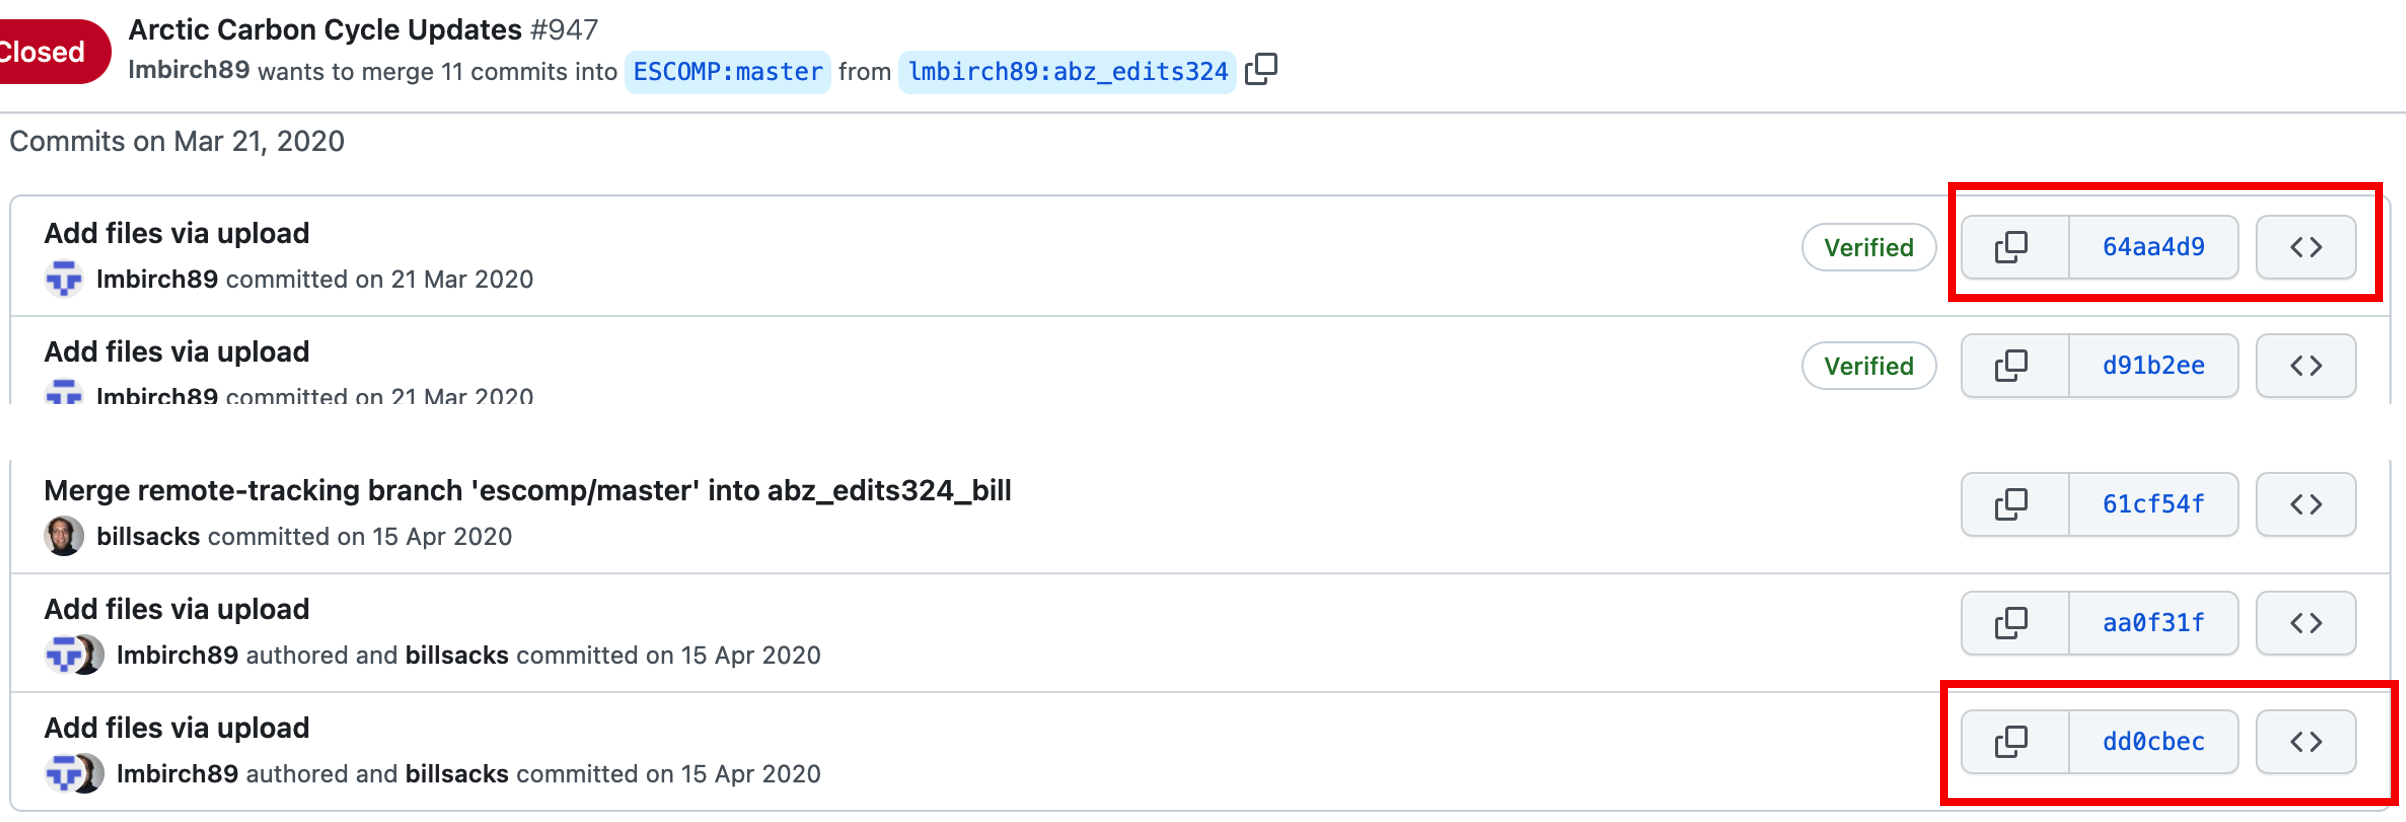 Closed
Arctic Carbon Cycle Updates #947
lmbirch89 wants to merge 11 commits into ESCOMP:master from lmbirch89:abz_edits324
Commits on Mar 21, 2020
Add files via upload
Verified 64aa4d9 <>
lmbirch89 committed on 21 Mar 2020
Add files via upload
Verified d91b2ee <>
lmbirch89 committed on 21 Mar 2020
Merge remote-tracking branch 'escomp/master' into abz_edits324_bill
61cf54f <>
billsacks committed on 15 Apr 2020
Add files via upload
aa0f31f <>
lmbirch89 authored and billsacks committed on 15 Apr 2020
Add files via upload
dd0cbec <>
lmbirch89 authored and billsacks committed on 15 Apr 2020